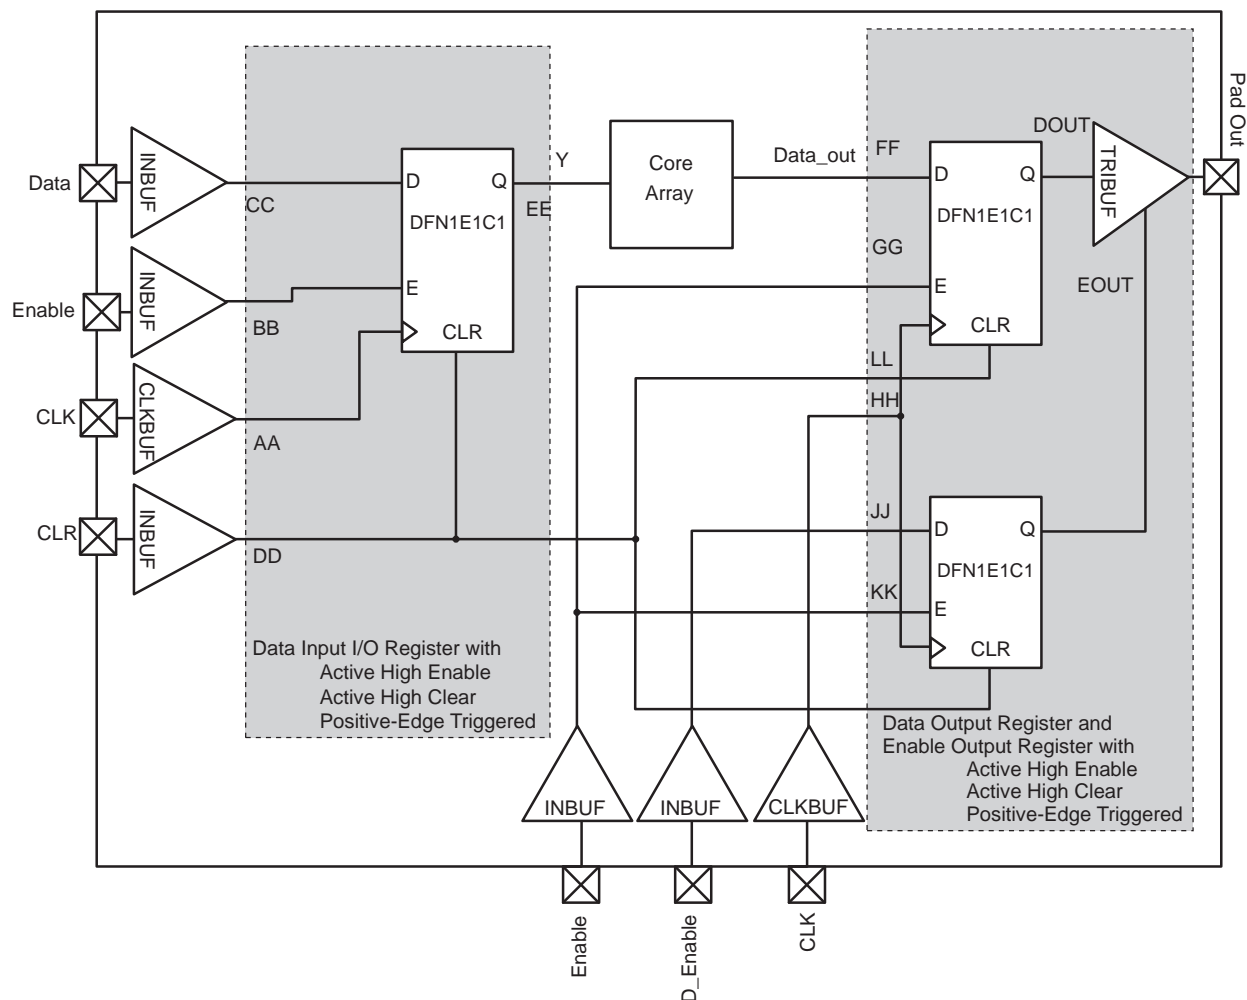 Pad Out
DOUT
TRIBUF
EOUT
Data
INBUF
CC
D
Q
DFN1E1C1
E
CLR
Y
EE
Core
Array
Data_out
FF
D
Q
DFN1E1C1
GG
E
CLR
Enable
INBUF
BB
CLK
CLKBUF
AA
CLR
INBUF
DD
LL
HH
JJ
D
Q
DFN1E1C1
KK
E
CLR
Data Input I/O Register with
Active High Enable
Active High Clear
Positive-Edge Triggered
Data Output Register and
Enable Output Register with
Active High Enable
Active High Clear
Positive-Edge Triggered
INBUF
INBUF
CLKBUF
Enable
D_Enable
CLK